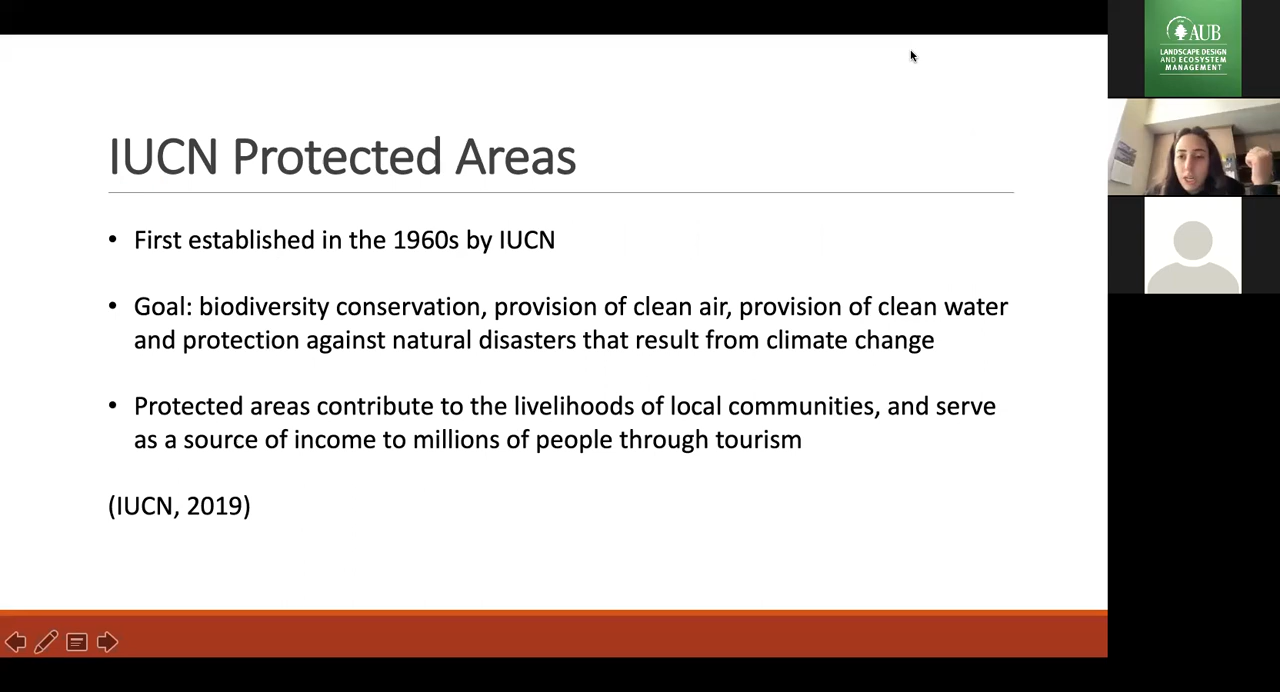 IUCN Protected Areas
• First established in the 1960s by IUCN
• Goal: biodiversity conservation, provision of clean air, provision of clean water
and protection against natural disasters that result from climate change
• Protected areas contribute to the livelihoods of local communities, and serve
as a source of income to millions of people through tourism
(IUCN, 2019)
AUB
LANDSCAPE DESIGN
AND ECOSYSTEM
MANAGEMENT